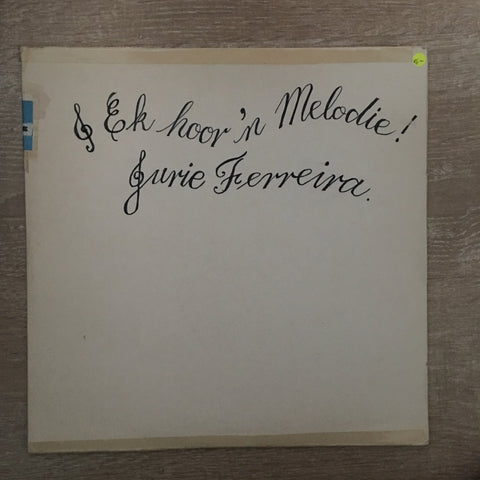 Ek hoor 'n Melodie!
Jurie Ferreira.